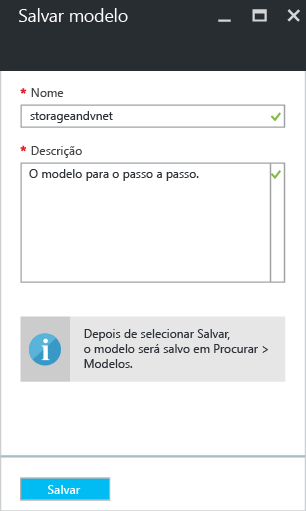 Salvar modelo
* Nome
storageandvnet
* Descrição
O modelo para o passo a passo.
Depois de selecionar Salvar,
o modelo será salvo em Procurar >
Modelos.
Salvar